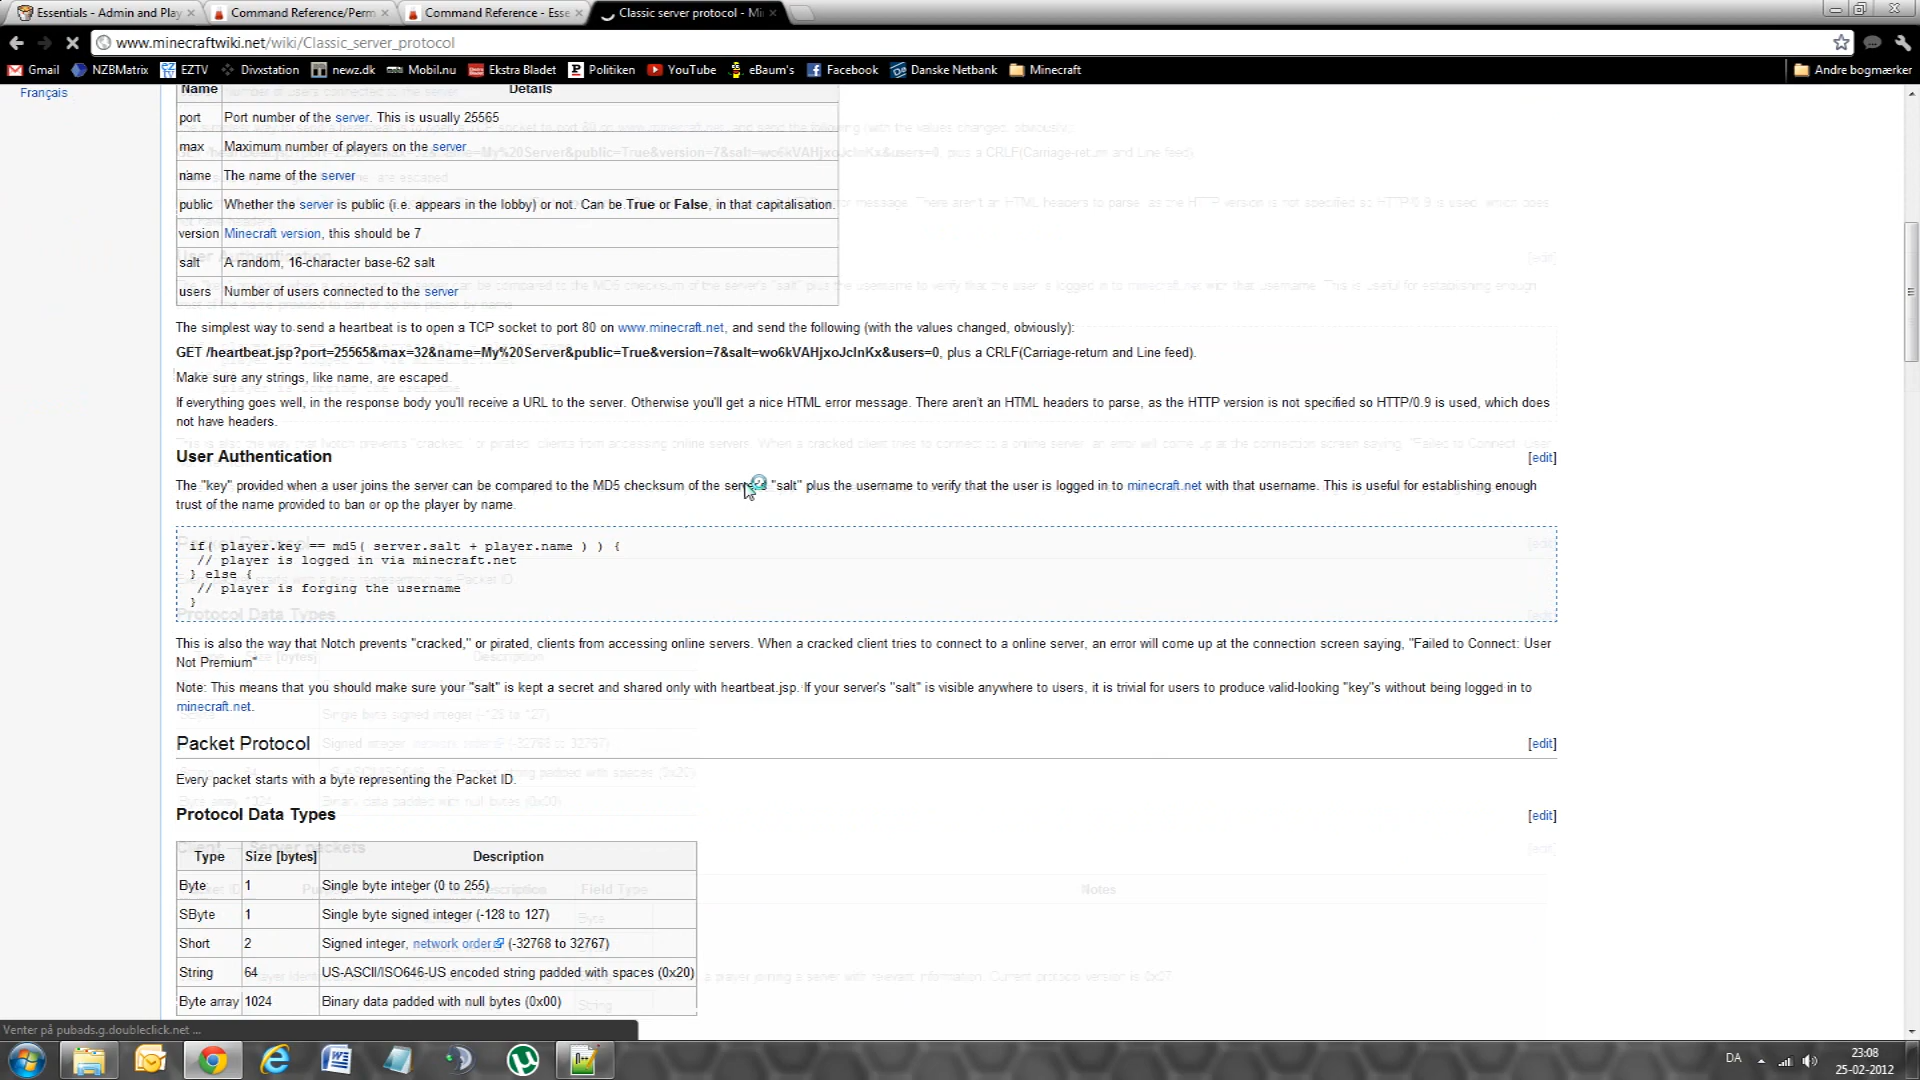 Essentials - Admin and Play
Command Reference/Perm
Command Reference - Esse
Classic server protocol - Mi
www.minecraftwiki.net/wiki/Classic_server_protocol
Gmail NZBMatrix EZTV Divxstation newz.dk Mobil.nu Ekstra Bladet Politiken YouTube eBaum's Facebook Danske Netbank Minecraft Andre bogmærker
Français
Name Details
port Port number of the server. This is usually 25565
max Maximum number of players on the server
name The name of the server
public Whether the server is public (i.e. appears in the lobby) or not. Can be True or False, in that capitalisation.
version Minecraft version, this should be 7
salt A random, 16-character base-62 salt
users Number of users connected to the server
The simplest way to send a heartbeat is to open a TCP socket to port 80 on www.minecraft.net, and send the following (with the values changed, obviously):
GET /heartbeat.jsp?port=25565&max=32&name=My%20Server&public=True&version=7&salt=wo6kVAHjxoJcInKx&users=0, plus a CRLF(Carriage-return and Line feed).
Make sure any strings, like name, are escaped.
If everything goes well, in the response body you'll receive a URL to the server. Otherwise you'll get a nice HTML error message. There aren't an HTML headers to parse, as the HTTP version is not specified so HTTP/0.9 is used, which does
not have headers.
User Authentication [edit]
The "key" provided when a user joins the server can be compared to the MD5 checksum of the server's "salt" plus the username to verify that the user is logged in to minecraft.net with that username. This is useful for establishing enough
trust of the name provided to ban or op the player by name.
if( player.key == md5( server.salt + player.name ) ) {
// player is logged in via minecraft.net
} else {
// player is forging the username
}
This is also the way that Notch prevents "cracked," or pirated, clients from accessing online servers. When a cracked client tries to connect to a online server, an error will come up at the connection screen saying, "Failed to Connect: User
Not Premium"
Note: This means that you should make sure your "salt" is kept a secret and shared only with heartbeat.jsp. If your server's "salt" is visible anywhere to users, it is trivial for users to produce valid-looking "key"s without being logged in to
minecraft.net.
Packet Protocol [edit]
Every packet starts with a byte representing the Packet ID.
Protocol Data Types [edit]
Type Size [bytes] Description
Byte 1 Single byte integer (0 to 255)
SByte 1 Single byte signed integer (-128 to 127)
Short 2 Signed integer, network order (-32768 to 32767)
String 64 US-ASCII/ISO646-US encoded string padded with spaces (0x20)
Byte array 1024 Binary data padded with null bytes (0x00)
Venter på pubads.g.doubleclick.net ...
DA
23:08
25-02-2012